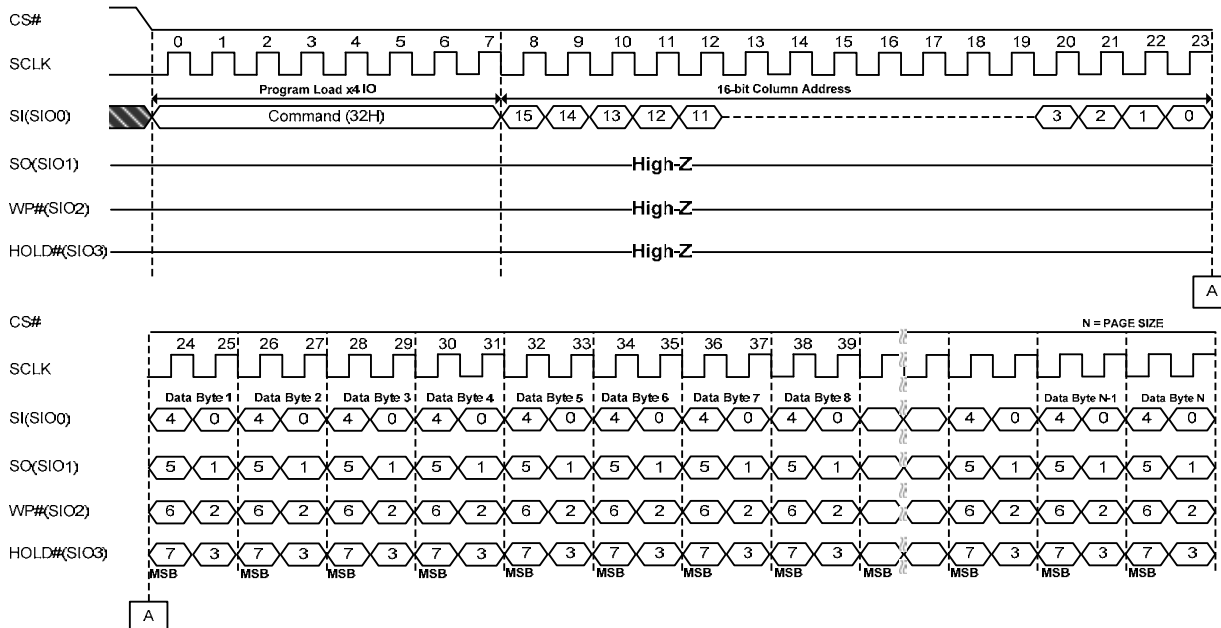 CS#
0 1 2 3 4 5 6 7 8 9 10 11 12 13 14 15 16 17 18 19 20 21 22 23
SCLK
Program Load x4 IO 16-bit Column Address
SI(SIO0) Command (32H) 15 14 13 12 11 3 2 1 0
SO(SIO1) High-Z
WP#(SIO2) High-Z
HOLD#(SIO3) High-Z
A
CS# N = PAGE SIZE
24 25 26 27 28 29 30 31 32 33 34 35 36 37 38 39
SCLK
Data Byte 1 Data Byte 2 Data Byte 3 Data Byte 4 Data Byte 5 Data Byte 6 Data Byte 7 Data Byte 8 Data Byte N-1 Data Byte N
SI(SIO0) 4 0 4 0 4 0 4 0 4 0 4 0 4 0 4 0 4 0 4 0 4 0
SO(SIO1) 5 1 5 1 5 1 5 1 5 1 5 1 5 1 5 1 5 1 5 1 5 1
WP#(SIO2) 6 2 6 2 6 2 6 2 6 2 6 2 6 2 6 2 6 2 6 2 6 2
HOLD#(SIO3) 7 3 7 3 7 3 7 3 7 3 7 3 7 3 7 3 7 3 7 3 7 3
MSB MSB MSB MSB MSB MSB MSB MSB MSB MSB MSB MSB
A